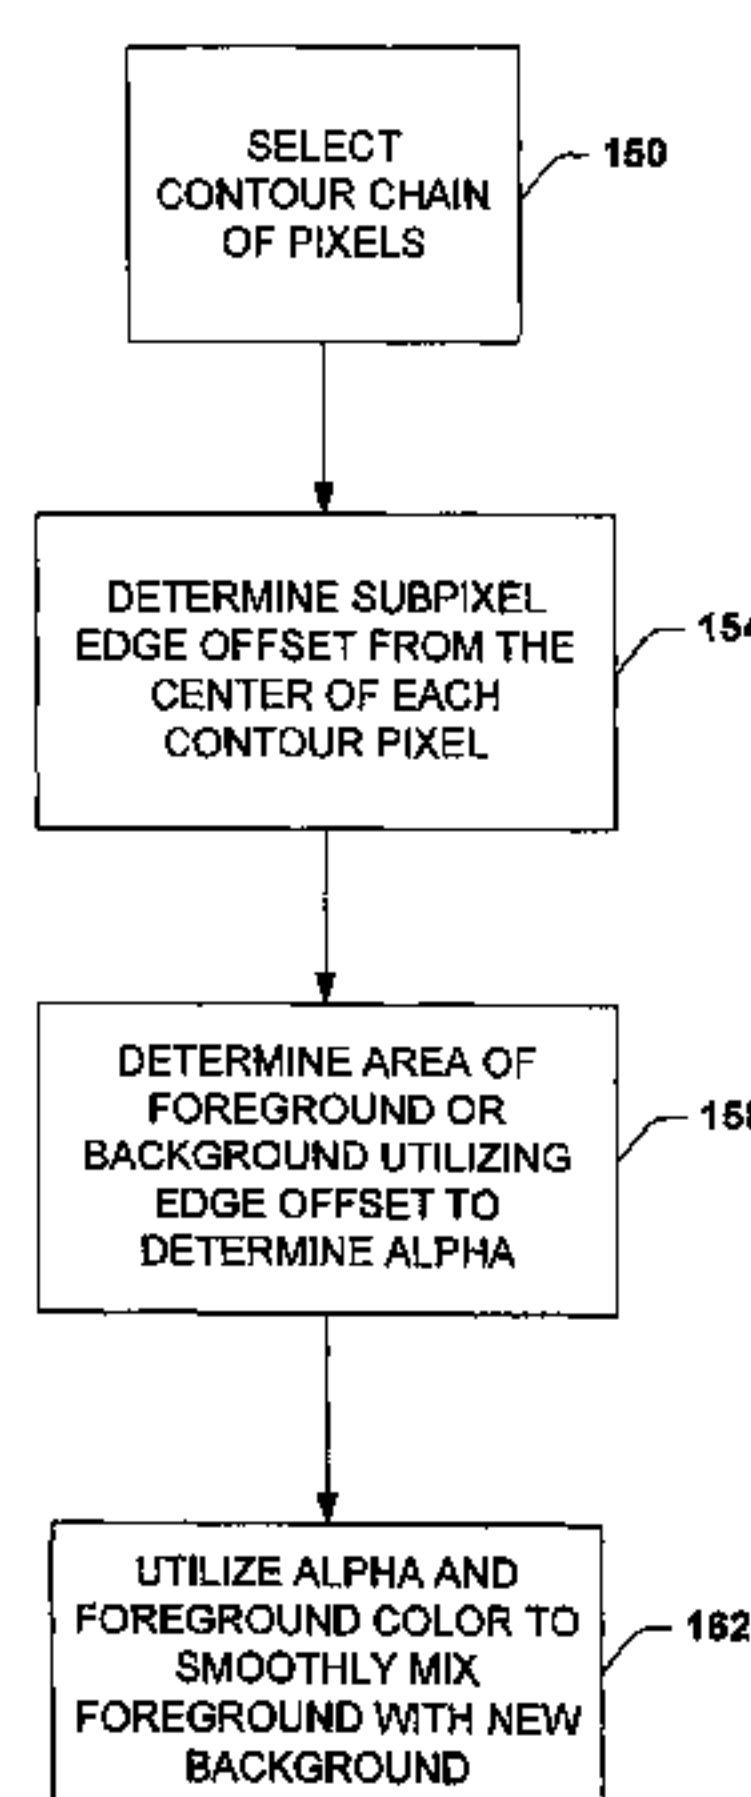 SELECT
CONTOUR CHAIN
OF PIXELS
150
DETERMINE SUBPIXEL
EDGE OFFSET FROM THE
CENTER OF EACH
CONTOUR PIXEL
154
DETERMINE AREA OF
FOREGROUND OR
BACKGROUND UTILIZING
EDGE OFFSET TO
DETERMINE ALPHA
158
UTILIZE ALPHA AND
FOREGROUND COLOR TO
SMOOTHLY MIX
FOREGROUND WITH NEW
BACKGROUND
162